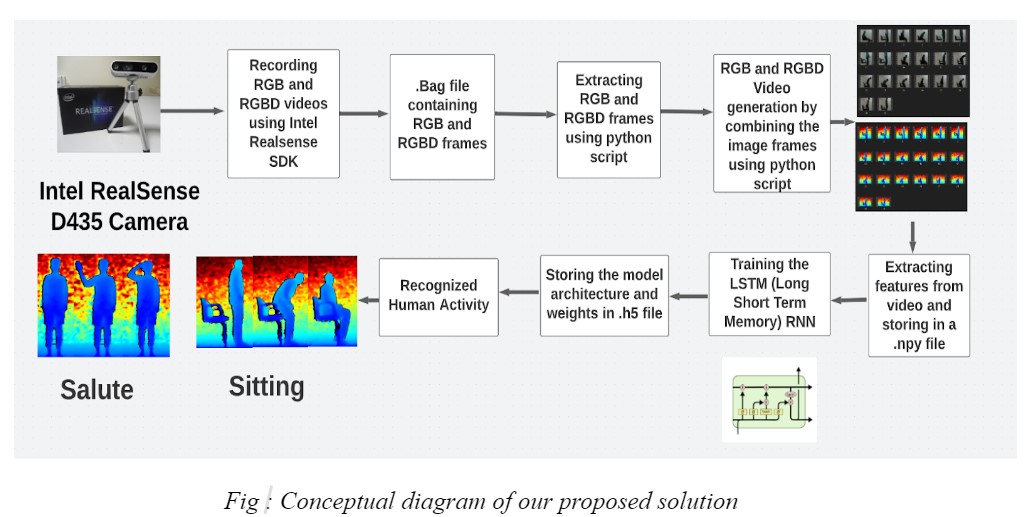 Recording
RGB and
RGBD videos
using Intel
Realsense
SDK
.Bag file
containing
RGB and
RGBD frames
Extracting
RGB and
RGBD frames
using python
script
RGB and RGBD
Video
generation by
combining the
image frames
using python
script
REALSENSE
Intel RealSense
D435 Camera
Extracting
features from
video and
storing in a
.npy file
Training the
LSTM (Long
Short Term
Memory) RNN
Storing the model
architecture and
weights in .h5 file
Recognized
Human Activity
Sitting
Salute
Fig : Conceptual diagram of our proposed solution